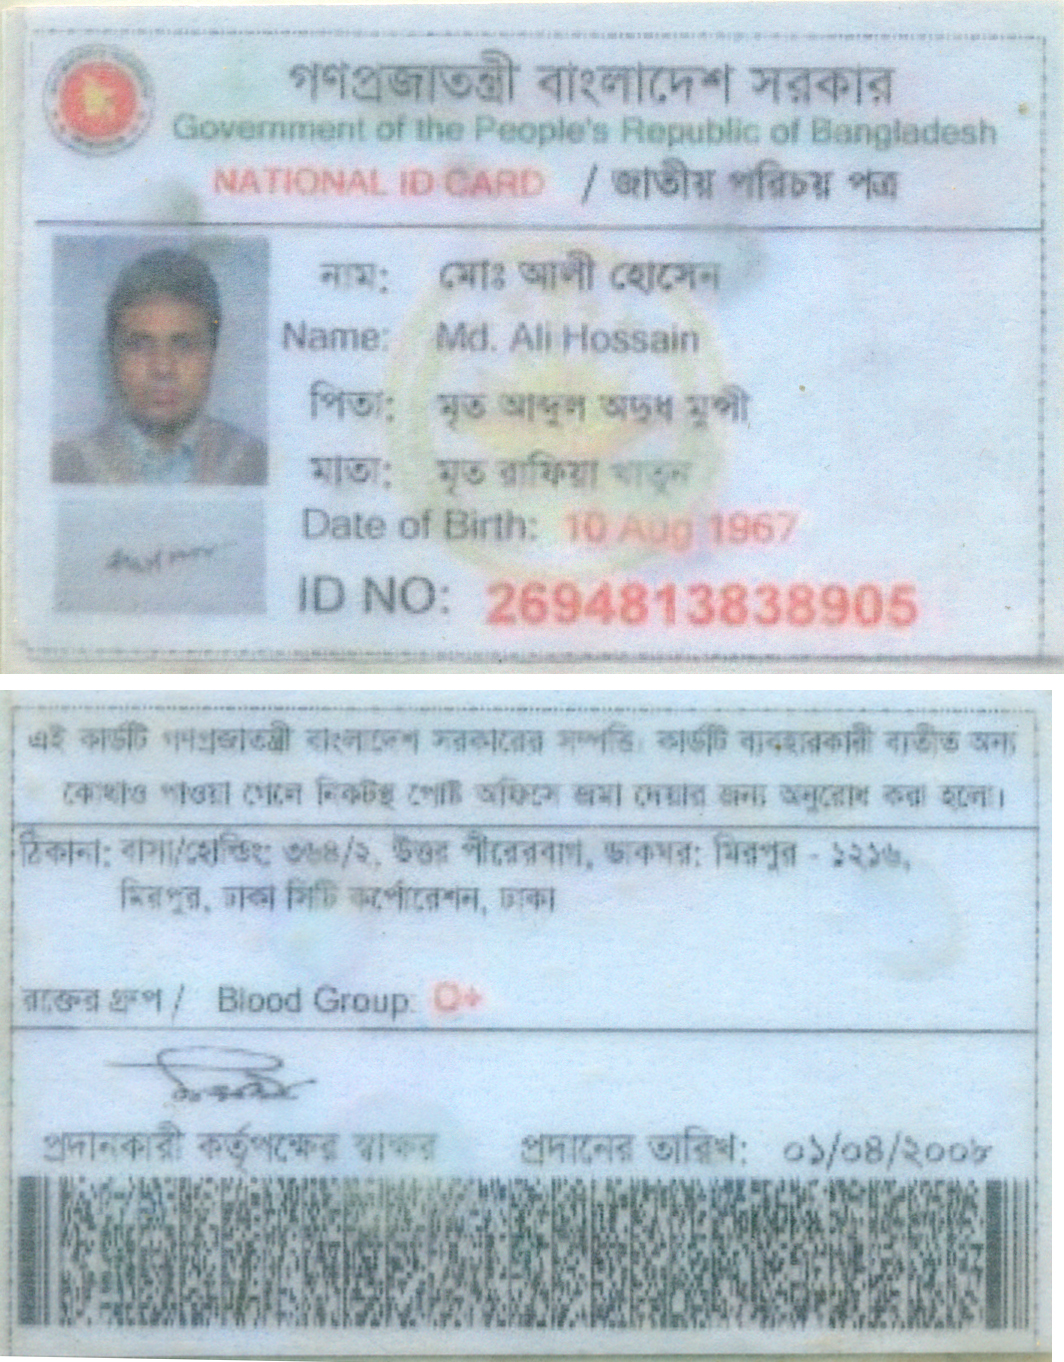 গণপ্রজাতন্ত্রী বাংলাদেশ সরকার
Government of the People's Republic of Bangladesh
NATIONAL ID CARD / জাতীয় পরিচয় পত্র
নাম: মোঃ আলী হোসেন
Name: Md. Ali Hossain
পিতা: মৃত আব্দুল অদুধ মুন্সী
মাতা: মৃত রাফিয়া খাতুন
Date of Birth: 10 Aug 1967
ID NO: 2694813838905
এই কার্ডটি গণপ্রজাতন্ত্রী বাংলাদেশ সরকারের সম্পত্তি। কার্ডটি ব্যবহারকারী ব্যতীত অন্য
কোথাও পাওয়া গেলে নিকটস্থ পোষ্ট অফিসে জমা দেয়ার জন্য অনুরোধ করা হলো।
ঠিকানা: বাসা/হোল্ডিং: ৩৬৪/২, উত্তর পীরেরবাগ, ডাকঘর: মিরপুর - ১২১৬,
মিরপুর, ঢাকা সিটি কর্পোরেশন, ঢাকা
রক্তের গ্রুপ / Blood Group: O+
প্রদানকারী কর্তৃপক্ষের স্বাক্ষর প্রদানের তারিখ: ০১/০৪/২০০৮